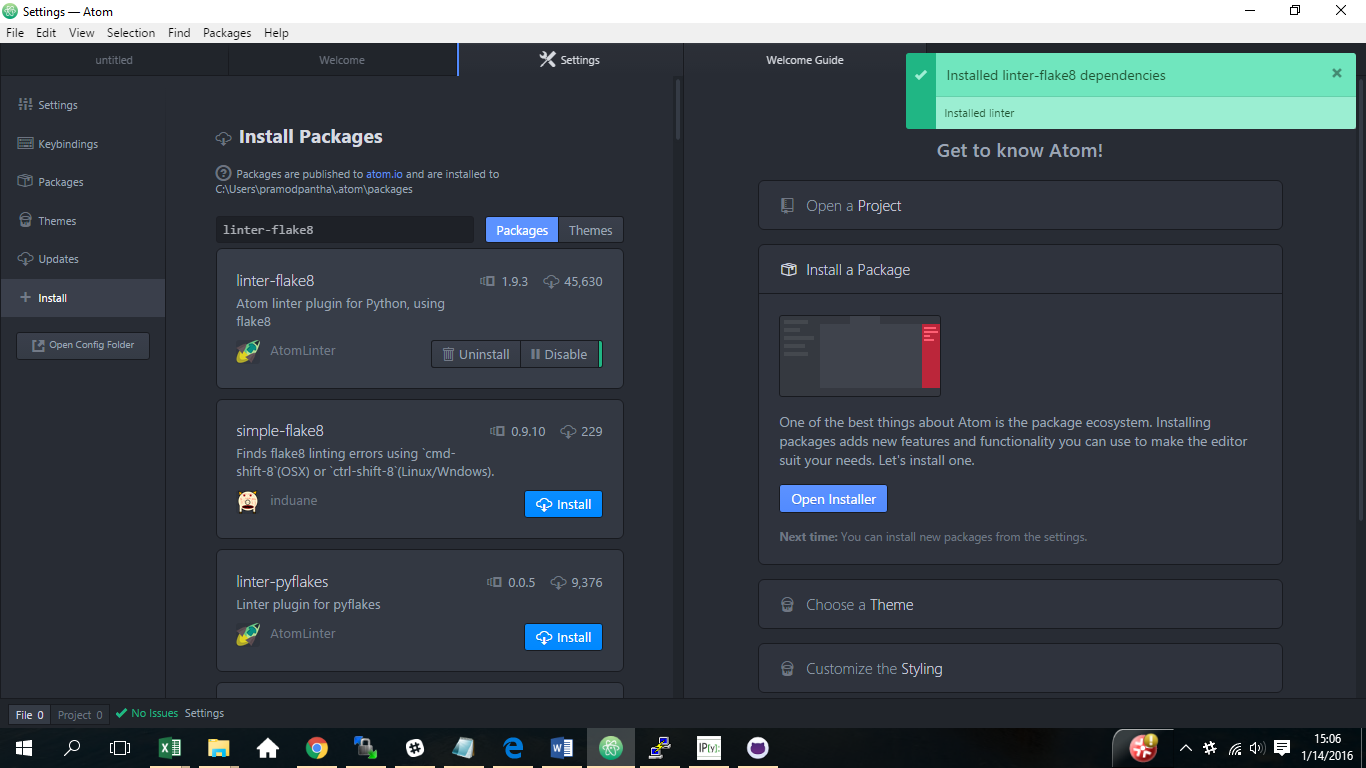 Settings — Atom
File Edit View Selection Find Packages Help
untitled
Welcome
Settings
Welcome Guide
Installed linter-flake8 dependencies
Installed linter
Settings
Keybindings
Packages
Themes
Updates
Install
Open Config Folder
Install Packages
Packages are published to atom.io and are installed to
C:\Users\pramodpantha\.atom\packages
linter-flake8
Packages Themes
linter-flake8 1.9.3 45,630
Atom linter plugin for Python, using
flake8
AtomLinter
Uninstall Disable
simple-flake8 0.9.10 229
Finds flake8 linting errors using `cmd-
shift-8`(OSX) or `ctrl-shift-8`(Linux/Wndows).
induane
Install
linter-pyflakes 0.0.5 9,376
Linter plugin for pyflakes
AtomLinter
Install
Get to know Atom!
Open a Project
Install a Package
One of the best things about Atom is the package ecosystem. Installing
packages adds new features and functionality you can use to make the editor
suit your needs. Let's install one.
Open Installer
Next time: You can install new packages from the settings.
Choose a Theme
Customize the Styling
File 0 Project 0 No Issues Settings
IP[y]:
15:06
1/14/2016